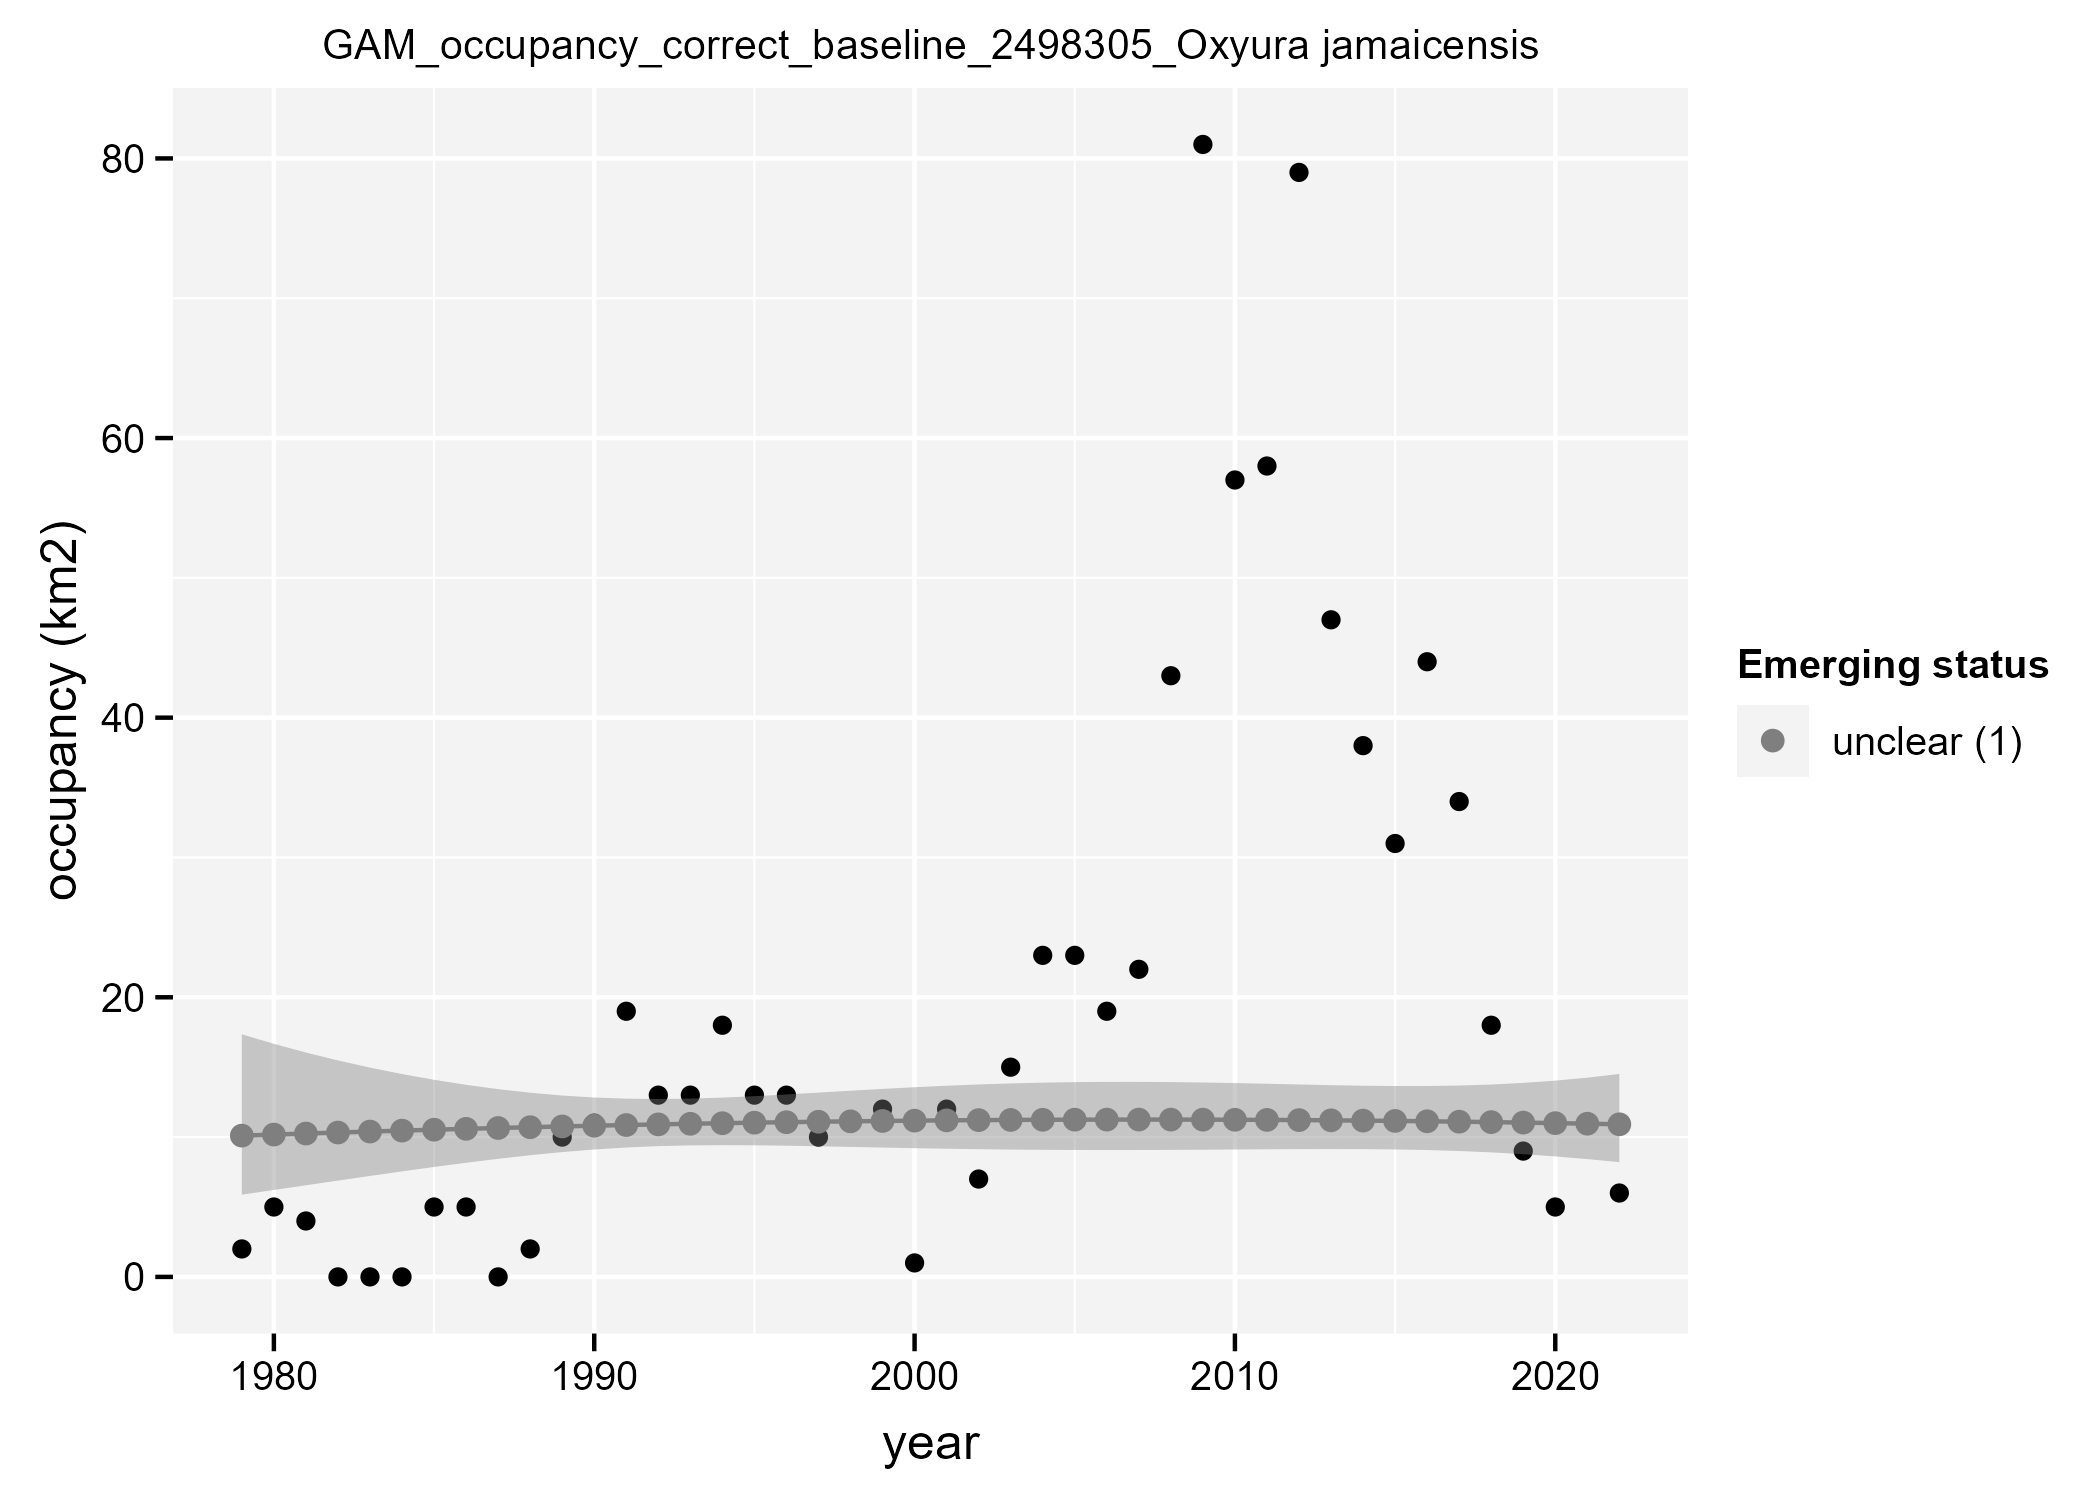 GAM_occupancy_correct_baseline_2498305_Oxyura jamaicensis
80
60
40
20
0
occupancy (km2)
1980 1990 2000 2010 2020
year
Emerging status
unclear (1)